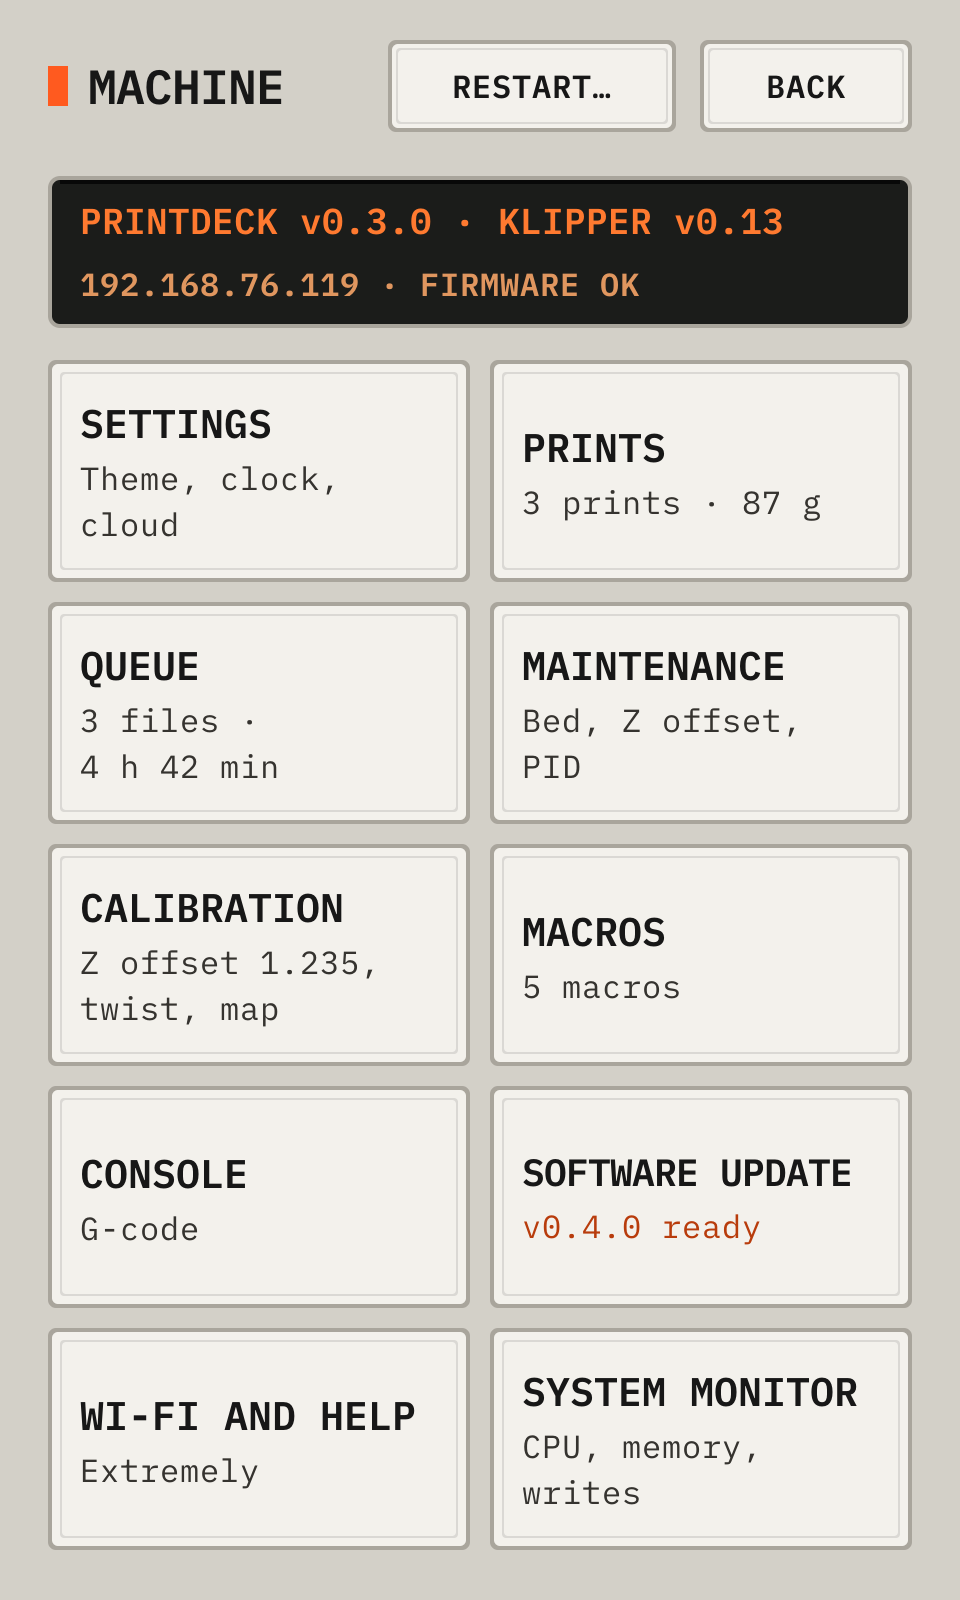 MACHINE
RESTART…
BACK
PRINTDECK v0.3.0 · KLIPPER v0.13
192.168.76.119 · FIRMWARE OK
SETTINGS
Theme, clock,
cloud
PRINTS
3 prints · 87 g
QUEUE
3 files ·
4 h 42 min
MAINTENANCE
Bed, Z offset,
PID
CALIBRATION
Z offset 1.235,
twist, map
MACROS
5 macros
CONSOLE
G-code
SOFTWARE UPDATE
v0.4.0 ready
WI-FI AND HELP
Extremely
SYSTEM MONITOR
CPU, memory,
writes